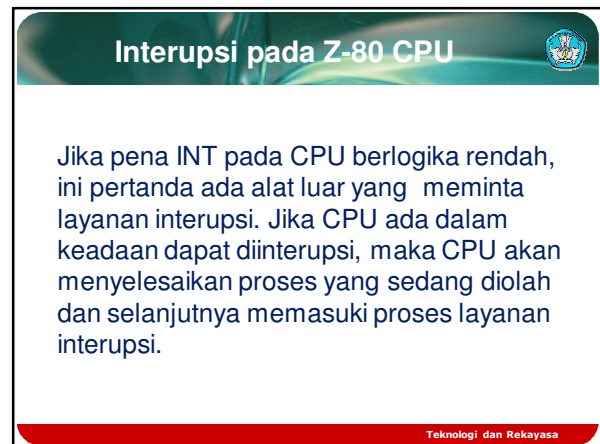 Interupsi pada Z-80 CPU
Jika pena INT pada CPU berlogika rendah,
ini pertanda ada alat luar yang meminta
layanan interupsi. Jika CPU ada dalam
keadaan dapat diinterupsi, maka CPU akan
menyelesaikan proses yang sedang diolah
dan selanjutnya memasuki proses layanan
interupsi.
Teknologi dan Rekayasa